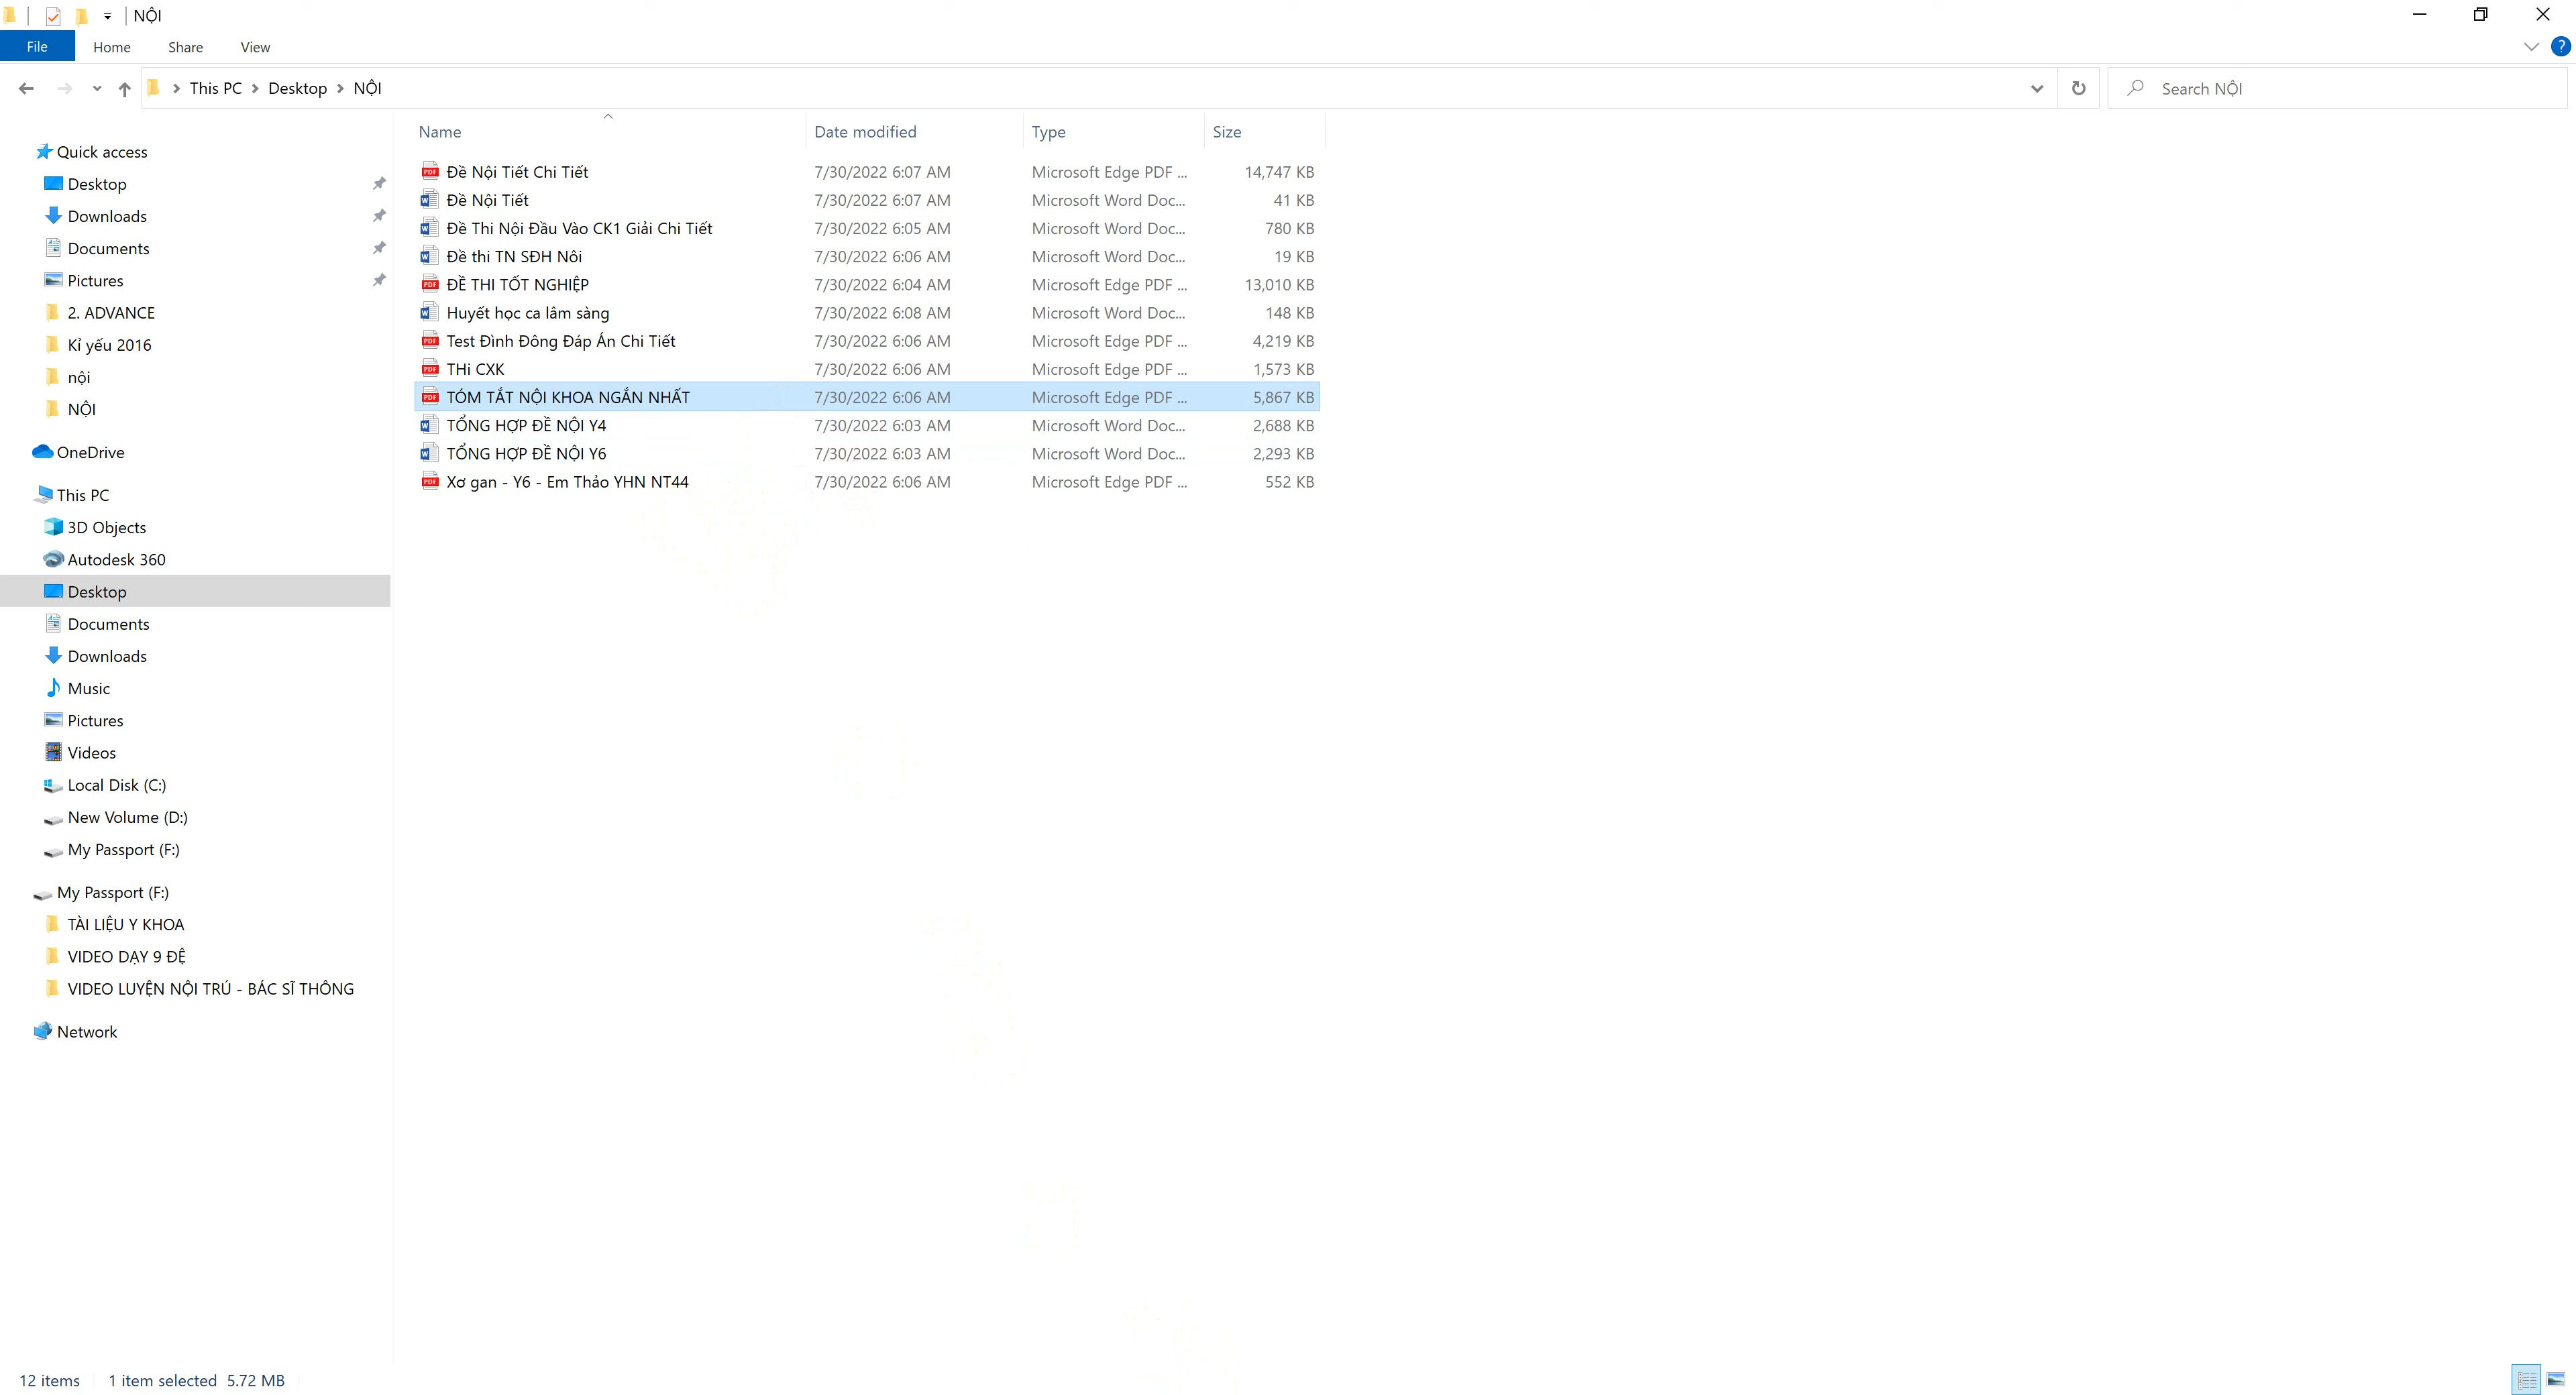 NỘI
File Home Share View
This PC Desktop NỘI
Search NỘI
Name Date modified Type Size
Quick access
Desktop
Downloads
Documents
Pictures
2. ADVANCE
Kỉ yếu 2016
nội
NỘI
OneDrive
This PC
3D Objects
Autodesk 360
Desktop
Documents
Downloads
Music
Pictures
Videos
Local Disk (C:)
New Volume (D:)
My Passport (F:)
My Passport (F:)
TÀI LIỆU Y KHOA
VIDEO DẠY 9 ĐỆ
VIDEO LUYỆN NỘI TRÚ - BÁC SĨ THÔNG
Network
Đề Nội Tiết Chi Tiết 7/30/2022 6:07 AM Microsoft Edge PDF ... 14,747 KB
Đề Nội Tiết 7/30/2022 6:07 AM Microsoft Word Doc... 41 KB
Đề Thi Nội Đầu Vào CK1 Giải Chi Tiết 7/30/2022 6:05 AM Microsoft Word Doc... 780 KB
Đề thi TN SĐH Nôi 7/30/2022 6:06 AM Microsoft Word Doc... 19 KB
ĐỀ THI TỐT NGHIỆP 7/30/2022 6:04 AM Microsoft Edge PDF ... 13,010 KB
Huyết học ca lâm sàng 7/30/2022 6:08 AM Microsoft Word Doc... 148 KB
Test Đình Đông Đáp Án Chi Tiết 7/30/2022 6:06 AM Microsoft Edge PDF ... 4,219 KB
THi CXK 7/30/2022 6:06 AM Microsoft Edge PDF ... 1,573 KB
TÓM TẮT NỘI KHOA NGẮN NHẤT 7/30/2022 6:06 AM Microsoft Edge PDF ... 5,867 KB
TỔNG HỢP ĐỀ NỘI Y4 7/30/2022 6:03 AM Microsoft Word Doc... 2,688 KB
TỔNG HỢP ĐỀ NỘI Y6 7/30/2022 6:03 AM Microsoft Word Doc... 2,293 KB
Xơ gan - Y6 - Em Thảo YHN NT44 7/30/2022 6:06 AM Microsoft Edge PDF ... 552 KB
12 items 1 item selected 5.72 MB